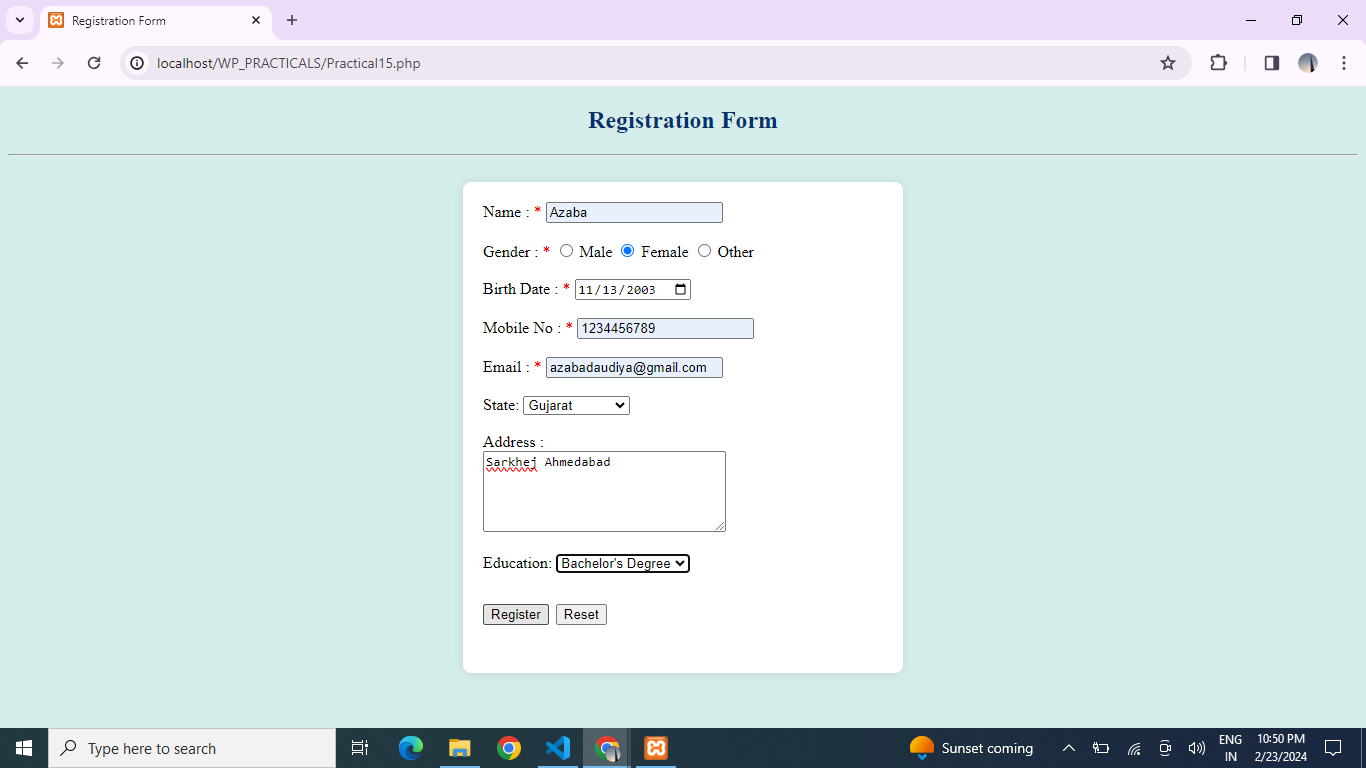 Registration Form
localhost/WP_PRACTICALS/Practical15.php
Registration Form
Name : * Azaba
Gender : * Male Female Other
Birth Date : * 11/13/2003
Mobile No : * 1234456789
Email : * azabadaudiya@gmail.com
State: Gujarat
Address :
Sarkhej Ahmedabad
Education: Bachelor's Degree
Register Reset
Type here to search
Sunset coming
ENG
IN
10:50 PM
2/23/2024